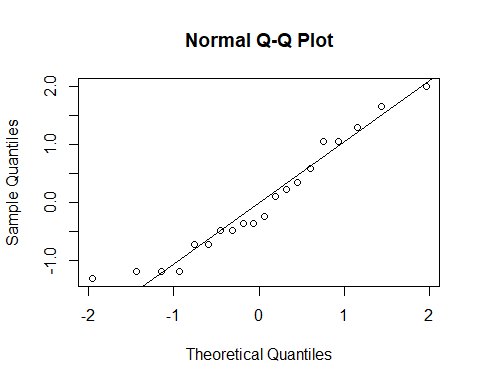 Normal Q-Q Plot
Sample Quantiles
2.0
1.0
0.0
-1.0
-2 -1 0 1 2
Theoretical Quantiles